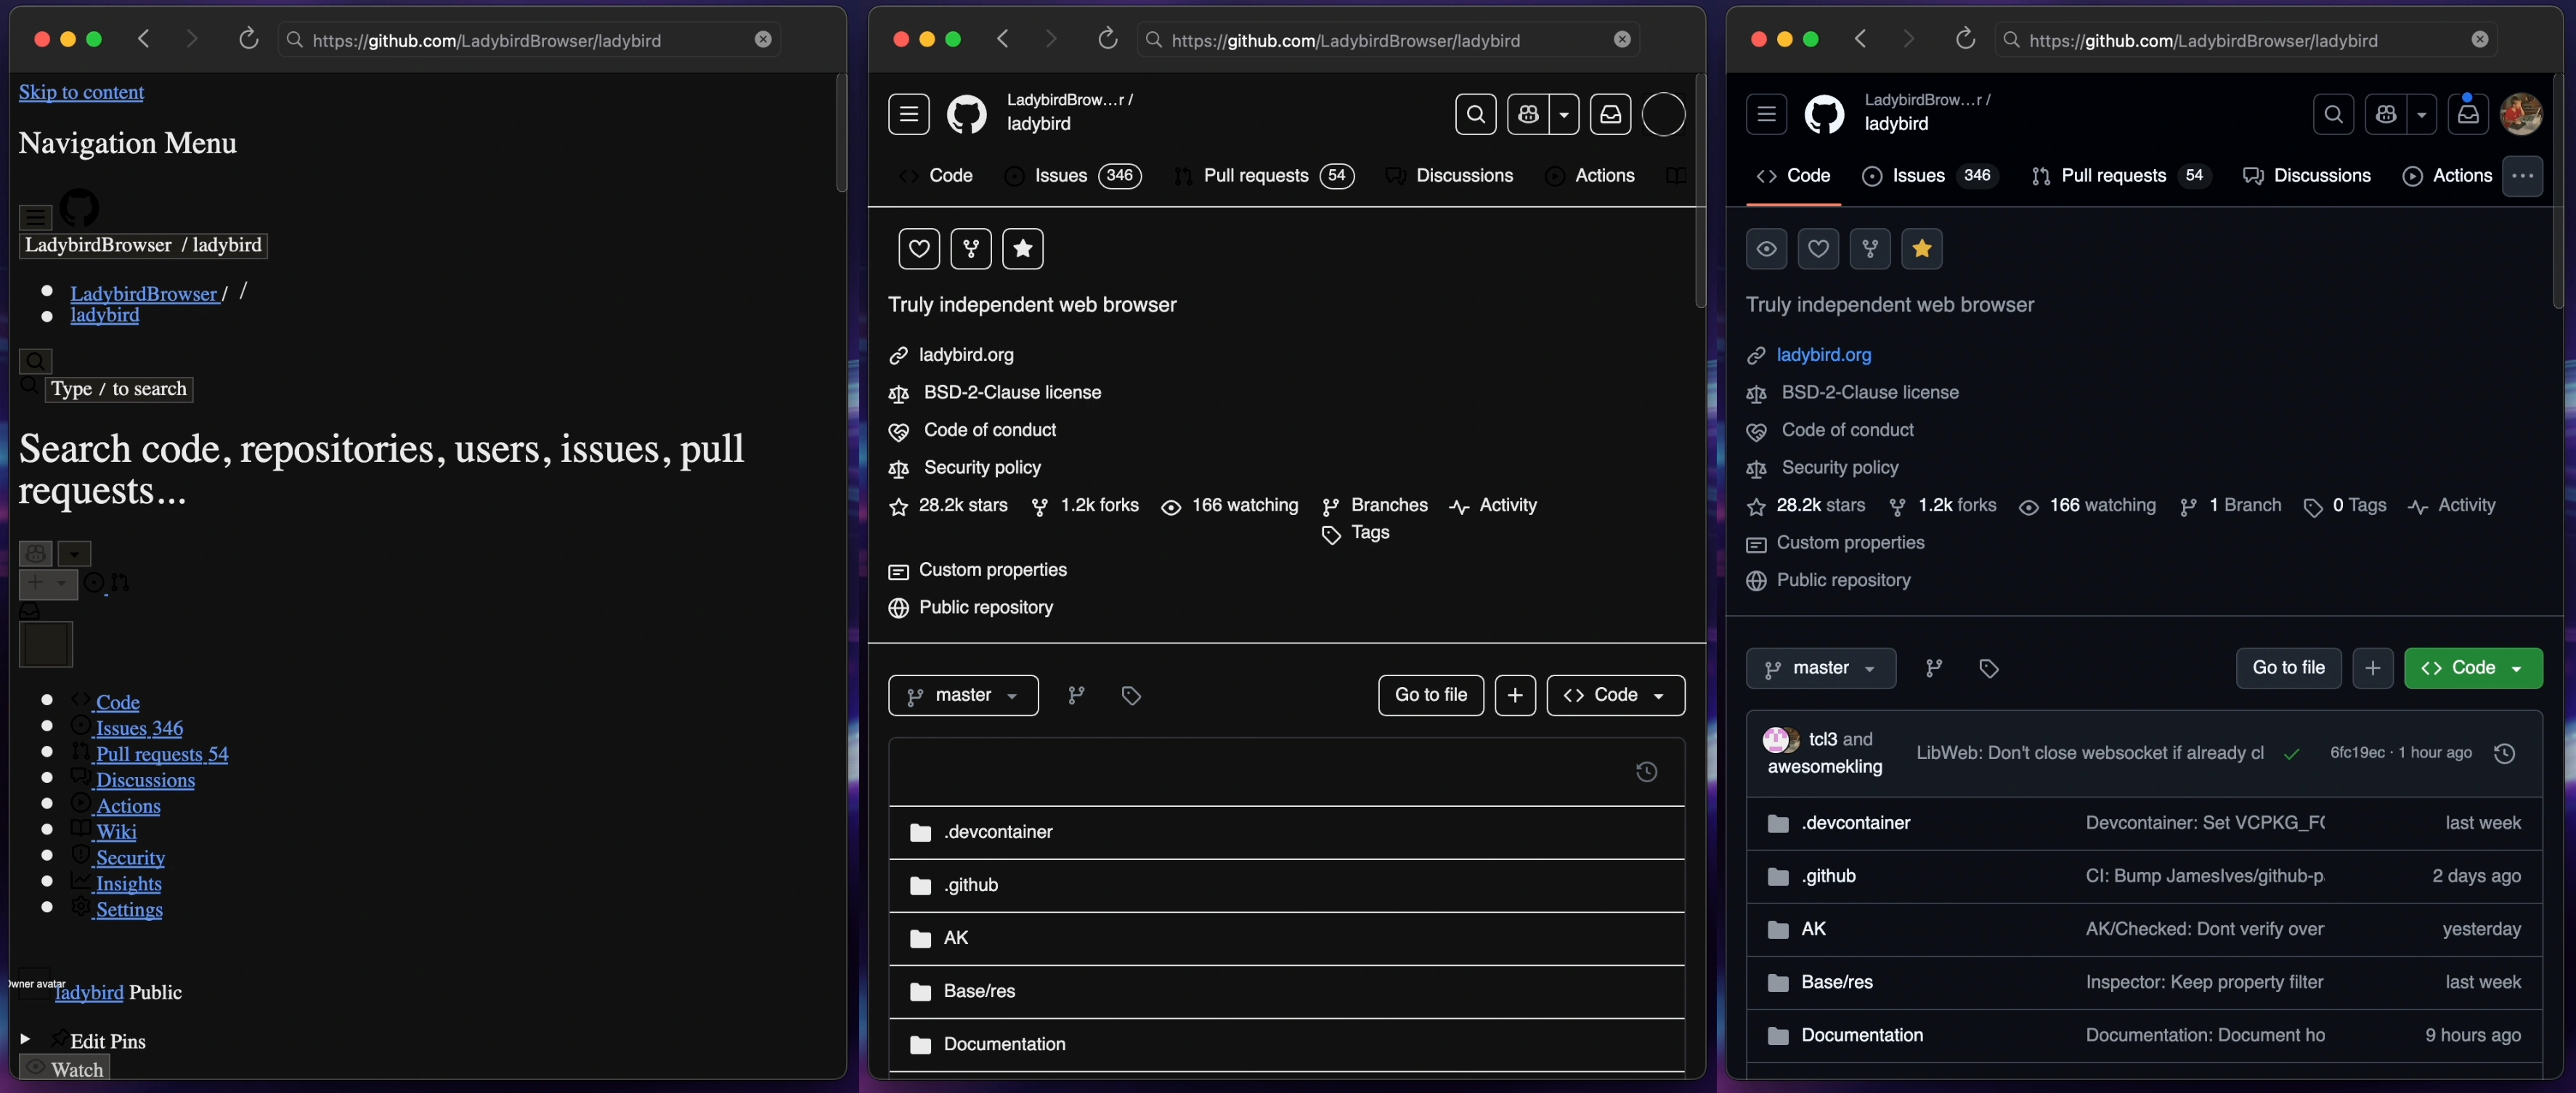 https://github.com/LadybirdBrowser/ladybird
Skip to content
Navigation Menu
LadybirdBrowser / ladybird
LadybirdBrowser / /
ladybird
Type / to search
Search code, repositories, users, issues, pull
requests...
Code
Issues 346
Pull requests 54
Discussions
Actions
Wiki
Security
Insights
Settings
Owner avatar
ladybird Public
Edit Pins
Watch
https://github.com/LadybirdBrowser/ladybird
LadybirdBrow...r /
ladybird
Code Issues 346 Pull requests 54 Discussions Actions
Truly independent web browser
ladybird.org
BSD-2-Clause license
Code of conduct
Security policy
28.2k stars 1.2k forks 166 watching Branches Activity
Tags
Custom properties
Public repository
master Go to file + Code
.devcontainer
.github
AK
Base/res
Documentation
https://github.com/LadybirdBrowser/ladybird
LadybirdBrow...r /
ladybird
Code Issues 346 Pull requests 54 Discussions Actions ...
Truly independent web browser
ladybird.org
BSD-2-Clause license
Code of conduct
Security policy
28.2k stars 1.2k forks 166 watching 1 Branch 0 Tags Activity
Custom properties
Public repository
master Go to file + Code
tcl3 and
awesomekling
LibWeb: Don't close websocket if already cl 6fc19ec · 1 hour ago
.devcontainer Devcontainer: Set VCPKG_FO last week
.github CI: Bump JamesIves/github-p 2 days ago
AK AK/Checked: Dont verify over yesterday
Base/res Inspector: Keep property filter last week
Documentation Documentation: Document ho 9 hours ago